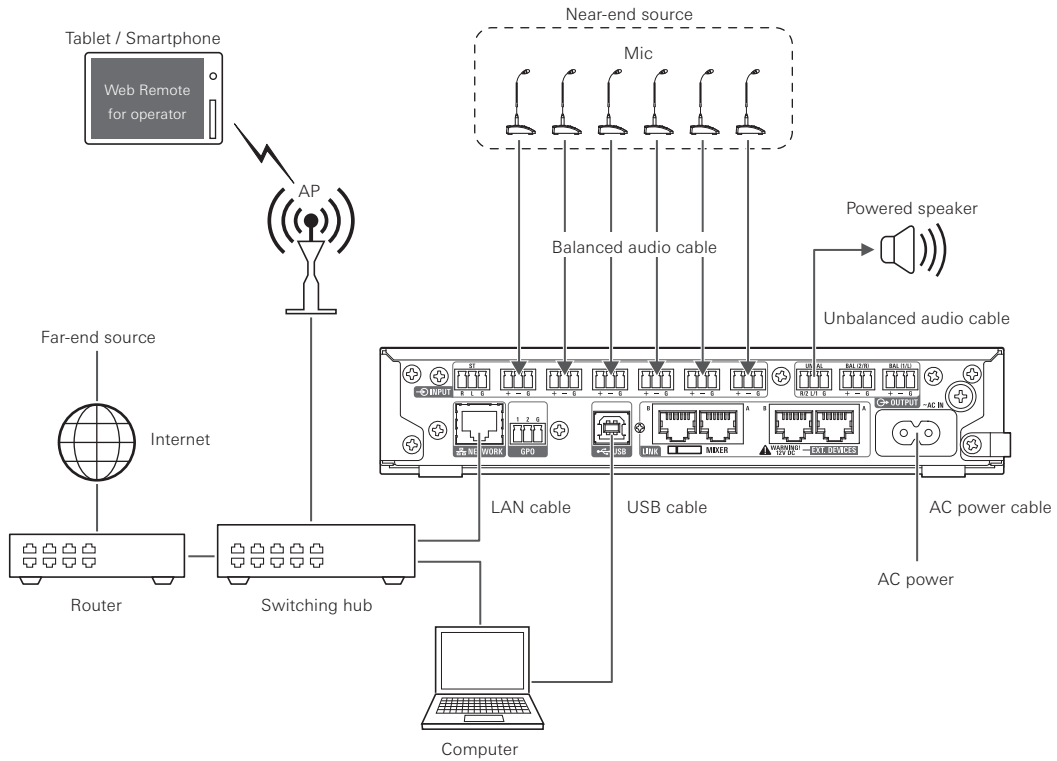 Near-end source
Tablet / Smartphone
Mic
Web Remote
for operator
AP
Powered speaker
Balanced audio cable
Unbalanced audio cable
Far-end source
ST
UNBAL
BAL (2/R)
BAL (1/L)
INPUT
R L G
+ - G
+ - G
+ - G
+ - G
+ - G
+ - G
R/2 L/1 G
+ - G
+ - G
OUTPUT
~AC IN
Internet
1 2 G
B
A
B
A
NETWORK
GPO
USB
LINK
MIXER
WARNING!
12V DC
EXT. DEVICES
LAN cable
USB cable
AC power cable
AC power
Router
Switching hub
Computer